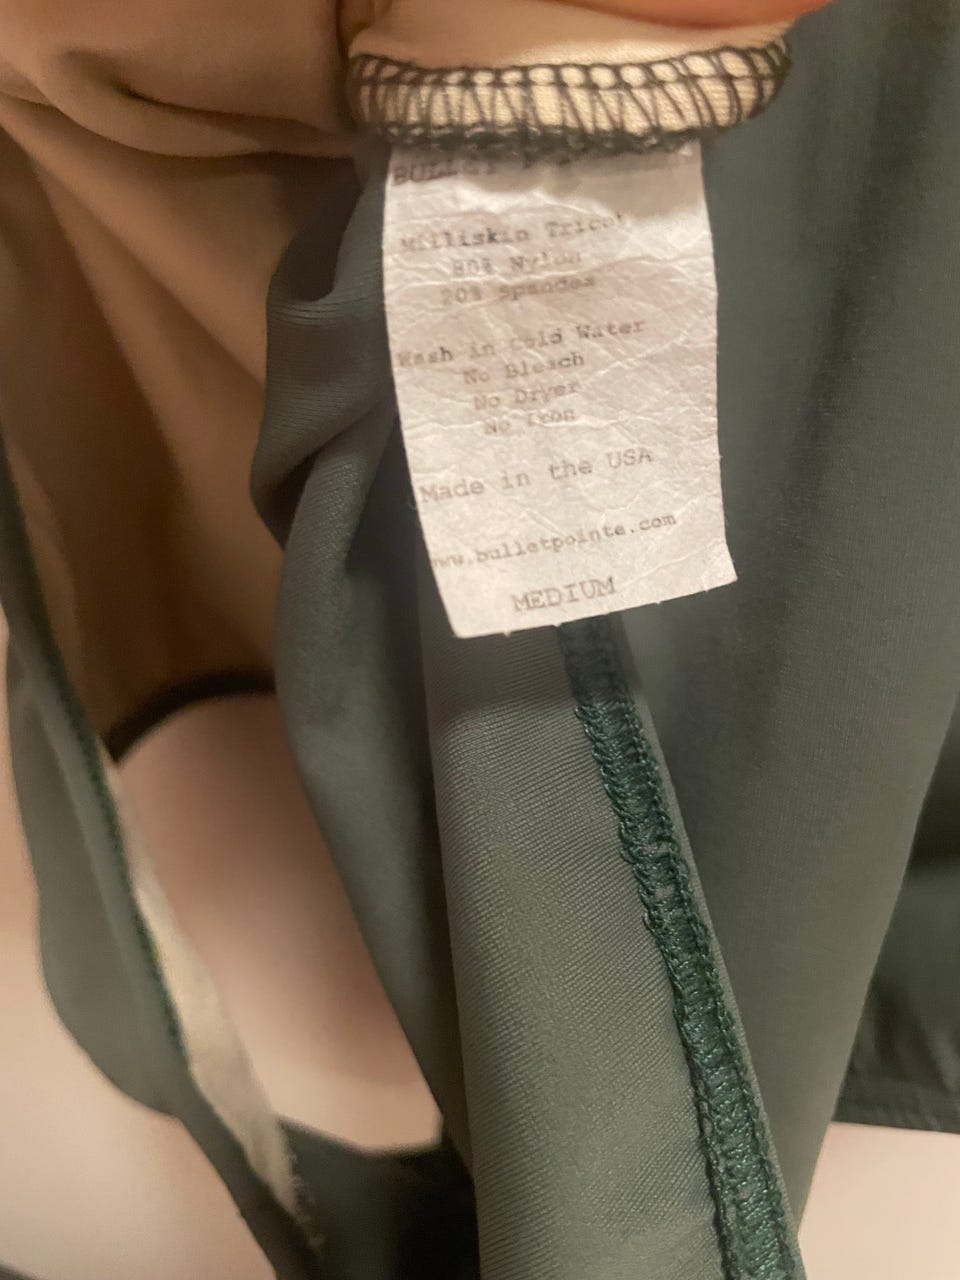 BULLET
Milliskin Tricot
80% Nylon
20% Spandex
Wash in Cold Water
No Bleach
No Dryer
No Iron
Made in the USA
www.bulletpointe.com
MEDIUM